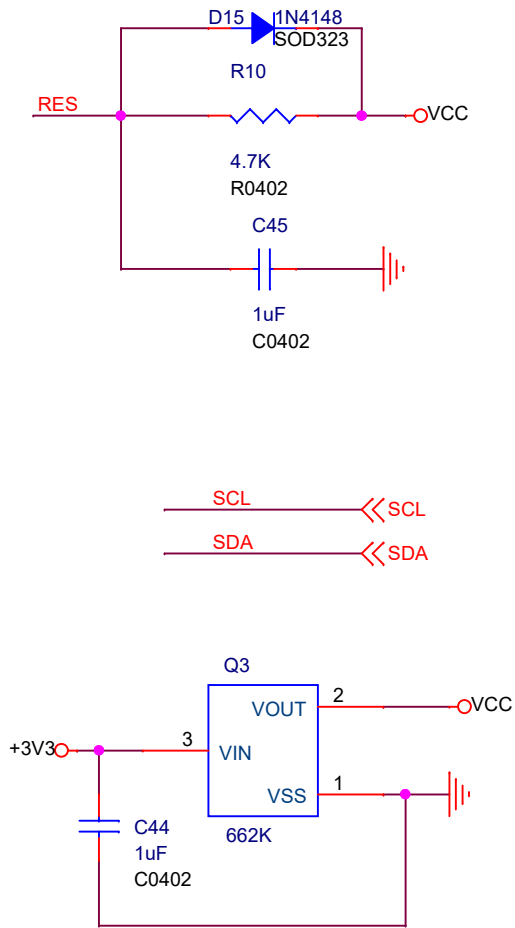 D15
1N4148
SOD323
R10
RES
VCC
4.7K
R0402
C45
1uF
C0402
SCL
SCL
SDA
SDA
Q3
VOUT
2
VCC
+3V3
3
VIN
VSS
1
662K
C44
1uF
C0402